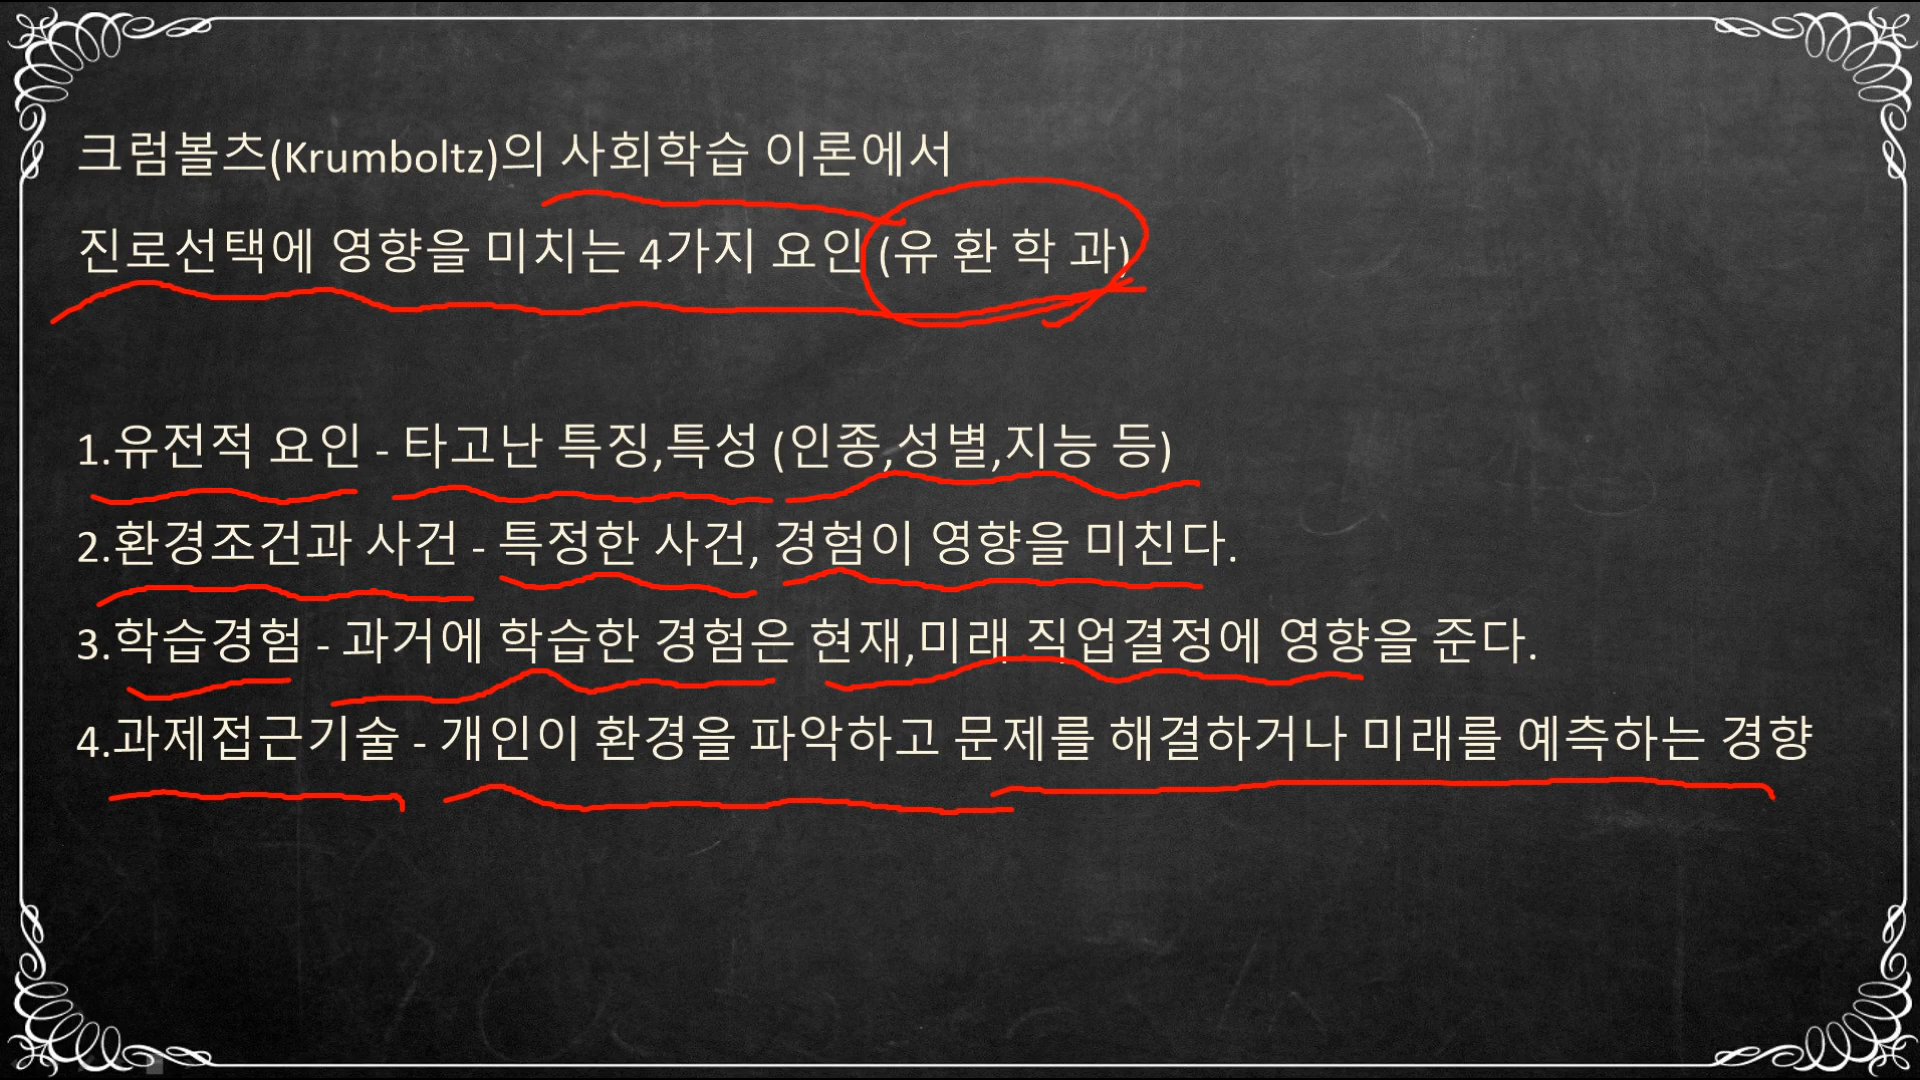 크럼볼츠(Krumboltz)의 사회학습 이론에서
진로선택에 영향을 미치는 4가지 요인 (유 환 학 과)
1.유전적 요인 - 타고난 특징,특성 (인종,성별,지능 등)
2.환경조건과 사건 - 특정한 사건, 경험이 영향을 미친다.
3.학습경험 - 과거에 학습한 경험은 현재,미래 직업결정에 영향을 준다.
4.과제접근기술 - 개인이 환경을 파악하고 문제를 해결하거나 미래를 예측하는 경향